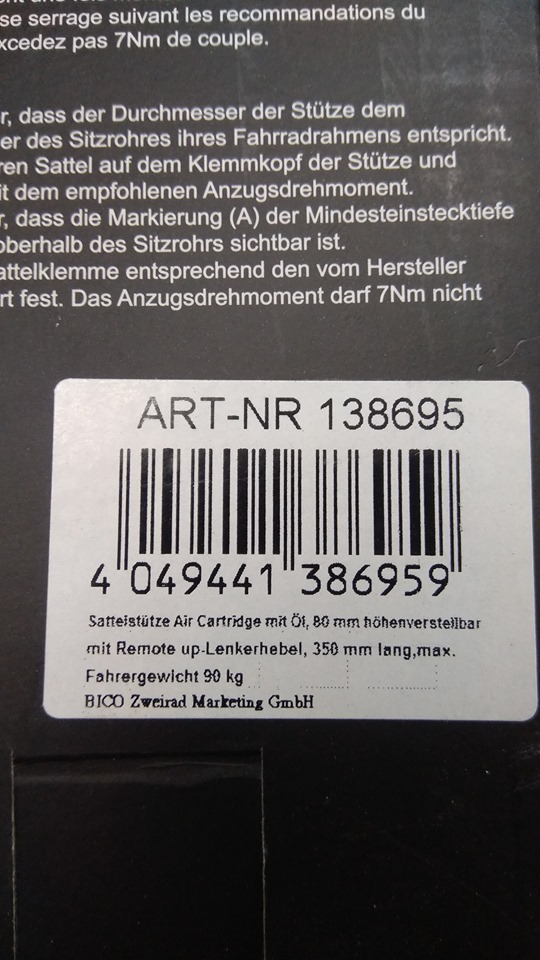 se serrage suivant les recommandations du
xcedez pas 7Nm de couple.
r, dass der Durchmesser der Stütze dem
er des Sitzrohres ihres Fahrradrahmens entspricht.
ren Sattel auf dem Klemmkopf der Stütze und
it dem empfohlenen Anzugsdrehmoment.
r, dass die Markierung (A) der Mindesteinstecktiefe
oberhalb des Sitzrohrs sichtbar ist.
attelklemme entsprechend den vom Hersteller
rt fest. Das Anzugsdrehmoment darf 7Nm nicht
ART-NR 138695
4 049441 386959
Sattelstütze Air Cartridge mit Öl, 80 mm höhenverstellbar
mit Remote up-Lenkerhebel, 350 mm lang,max.
Fahrergewicht 90 kg
BICO Zweirad Marketing GmbH